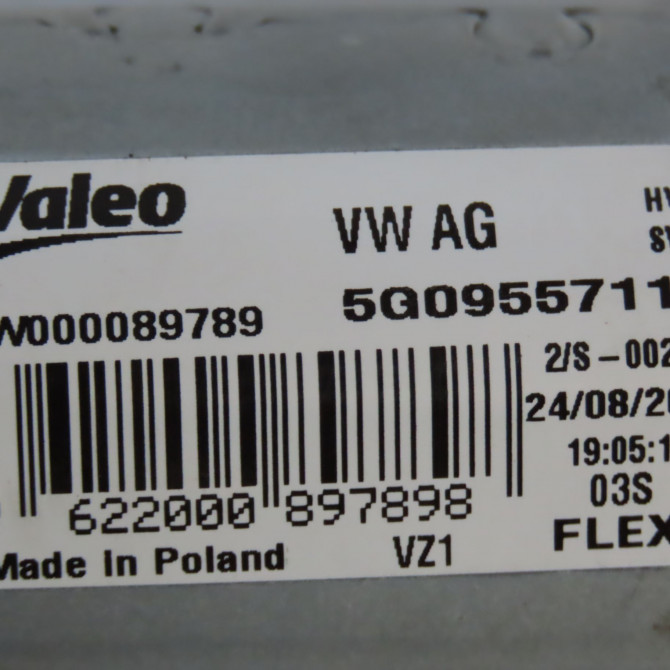 Valeo
VW AG
5G0955711
W000089789
2/S-002
24/08/20
19:05:1
03S
622000 897898
FLEX
Made In Poland
VZ1